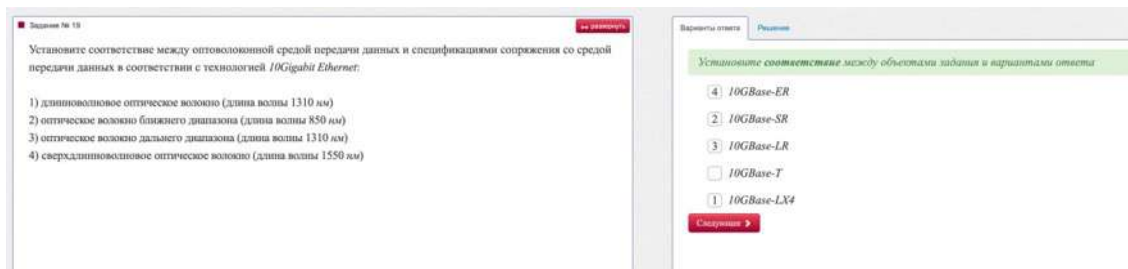 Задание № 19
развернуть
Установите соответствие между оптоволоконной средой передачи данных и спецификациями сопряжения со средой
передачи данных в соответствии с технологией 10Gigabit Ethernet:
1) длинноволновое оптическое волокно (длина волны 1310 нм)
2) оптическое волокно ближнего диапазона (длина волны 850 нм)
3) оптическое волокно дальнего диапазона (длина волны 1310 нм)
4) сверхдлинноволновое оптическое волокно (длина волны 1550 нм)
Варианты ответа Решение
Установите соответствие между объектами задания и вариантами ответа
4 10GBase-ER
2 10GBase-SR
3 10GBase-LR
10GBase-T
1 10GBase-LX4
Следующая